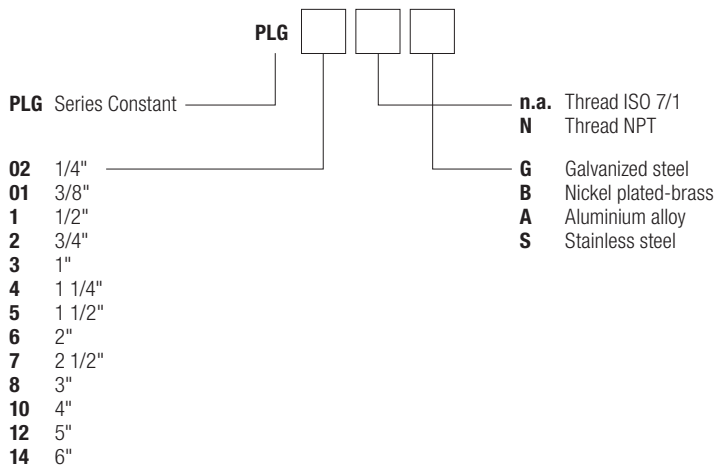 PLG
PLG Series Constant
n.a. Thread ISO 7/1
N Thread NPT
02 1/4"
01 3/8"
1 1/2"
2 3/4"
3 1"
4 1 1/4"
5 1 1/2"
6 2"
7 2 1/2"
8 3"
10 4"
12 5"
14 6"
G Galvanized steel
B Nickel plated-brass
A Aluminium alloy
S Stainless steel